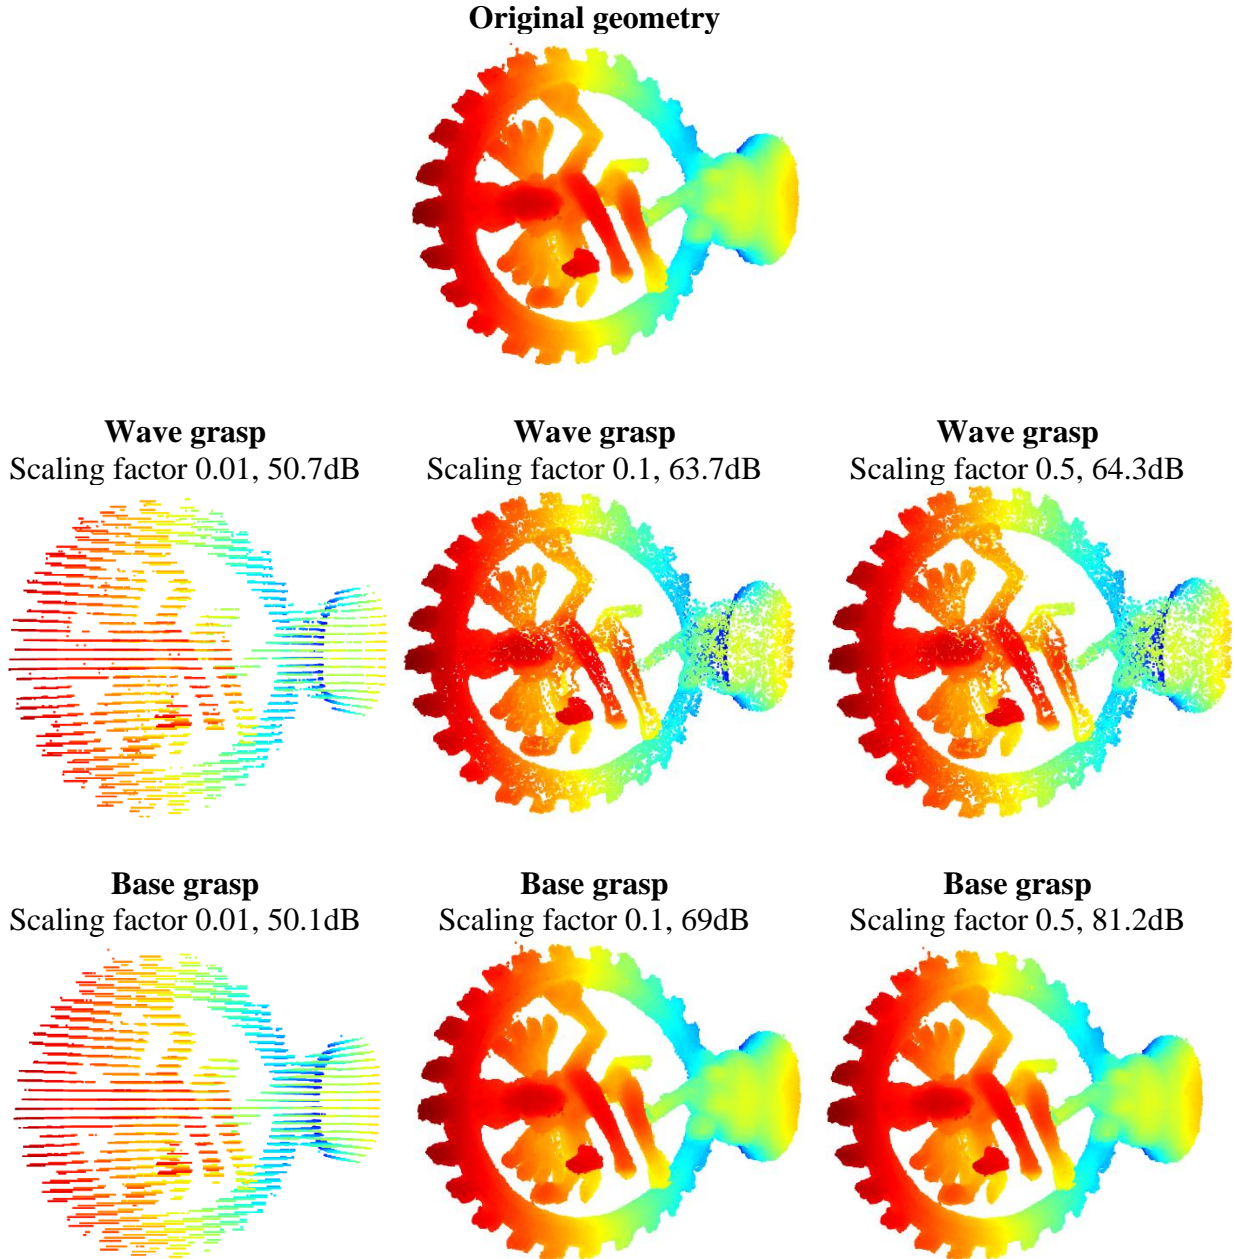 Original geometry
Wave grasp
Scaling factor 0.01, 50.7dB
Wave grasp
Scaling factor 0.1, 63.7dB
Wave grasp
Scaling factor 0.5, 64.3dB
Base grasp
Scaling factor 0.01, 50.1dB
Base grasp
Scaling factor 0.1, 69dB
Base grasp
Scaling factor 0.5, 81.2dB